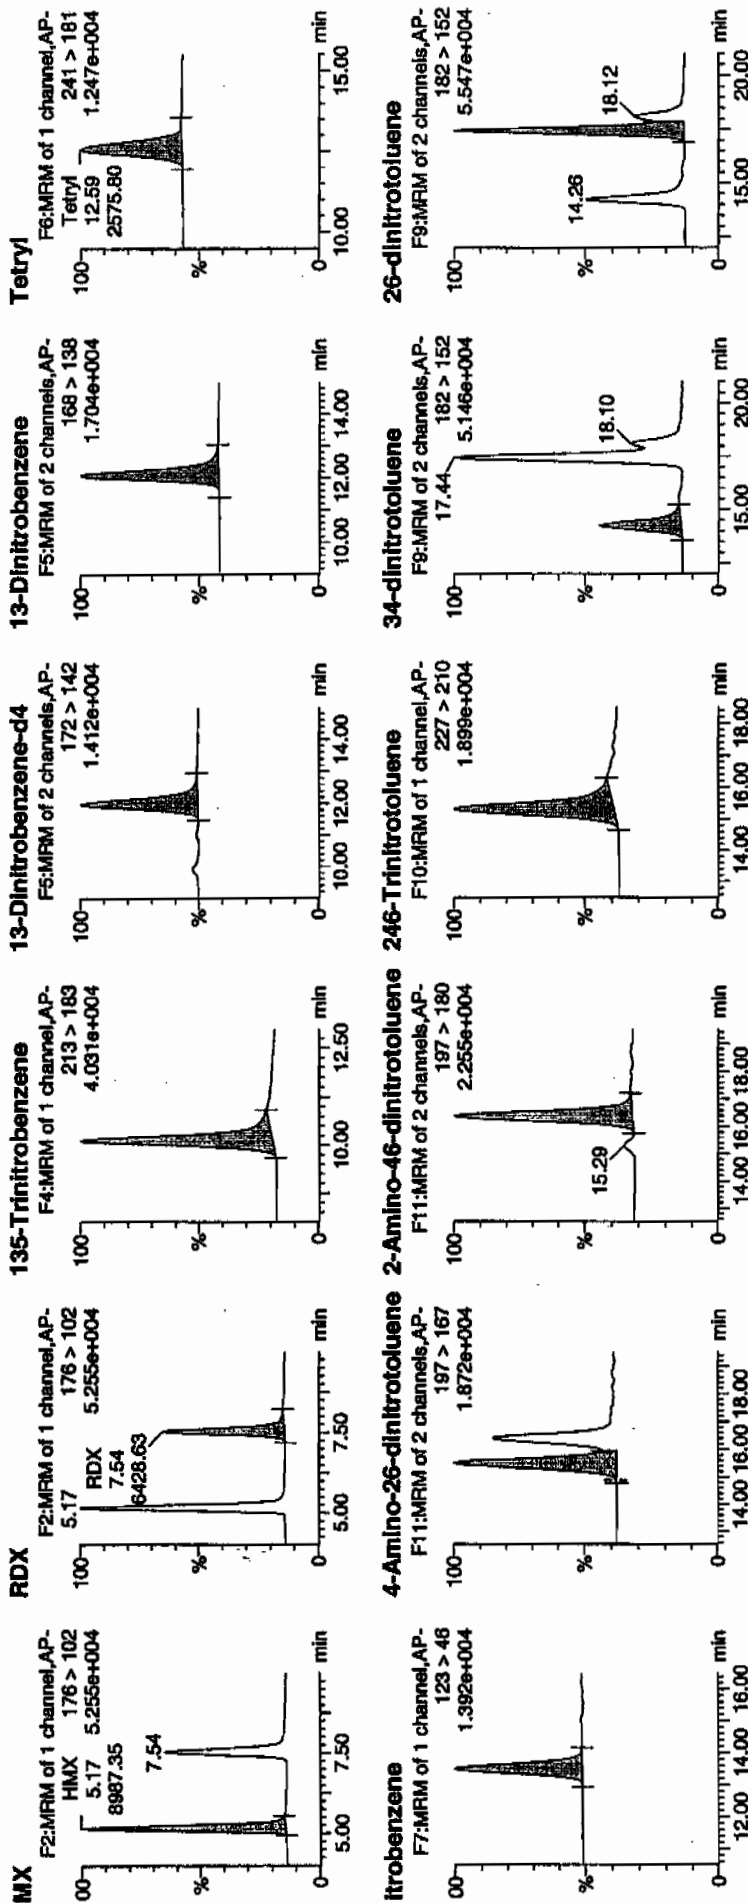 MX
F2:MRM of 1 channel,AP-
HMX 176 > 102
5.17 5.255e+004
8987.35
7.54
100
%
0
5.00 7.50 min
RDX
F2:MRM of 1 channel,AP-
5.17 176 > 102
RDX 5.255e+004
7.54
6428.63
100
%
0
5.00 7.50 min
135-Trinitrobenzene
F4:MRM of 1 channel,AP-
213 > 183
4.031e+004
100
%
0
10.00 12.50 min
13-Dinitrobenzene-d4
F5:MRM of 2 channels,AP-
172 > 142
1.412e+004
100
%
0
10.00 12.00 14.00 min
13-Dinitrobenzene
F5:MRM of 2 channels,AP-
168 > 138
1.704e+004
100
%
0
10.00 12.00 14.00 min
Tetryl
F6:MRM of 1 channel,AP-
Tetryl 241 > 181
12.59 1.247e+004
2575.80
100
%
0
10.00 15.00 min
itrobenzene
F7:MRM of 1 channel,AP-
123 > 46
1.392e+004
00
%
0
12.00 14.00 16.00 min
4-Amino-26-dinitrotoluene
F11:MRM of 2 channels,AP-
197 > 167
1.872e+004
100
%
0
14.00 16.00 18.00 min
2-Amino-46-dinitrotoluene
F11:MRM of 2 channels,AP-
197 > 180
2.255e+004
15.29
100
%
0
14.00 16.00 18.00 min
246-Trinitrotoluene
F10:MRM of 1 channel,AP-
227 > 210
1.899e+004
100
%
0
14.00 16.00 18.00 min
34-dinitrotoluene
F9:MRM of 2 channels,AP-
17.44 182 > 152
5.146e+004
18.10
100
%
0
15.00 20.00 min
26-dinitrotoluene
F9:MRM of 2 channels,AP-
182 > 152
5.547e+004
14.26
18.12
100
%
0
15.00 20.00 min